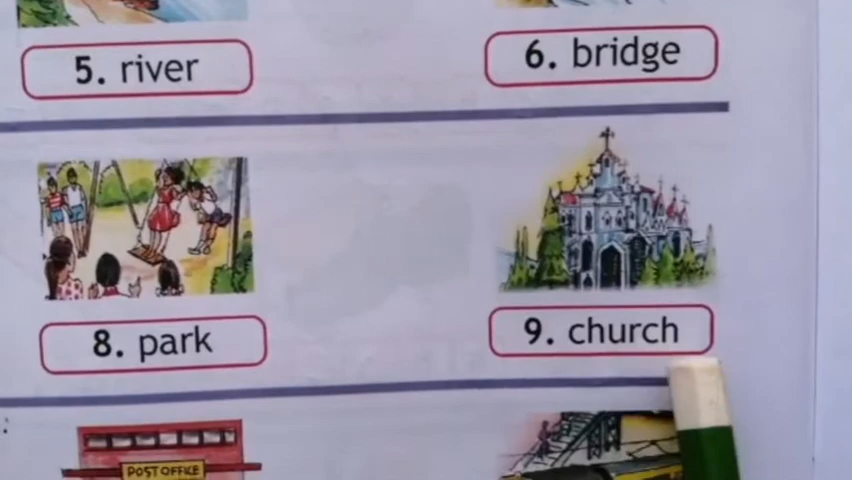 5. river
6. bridge
8. park
9. church
POST OFFICE